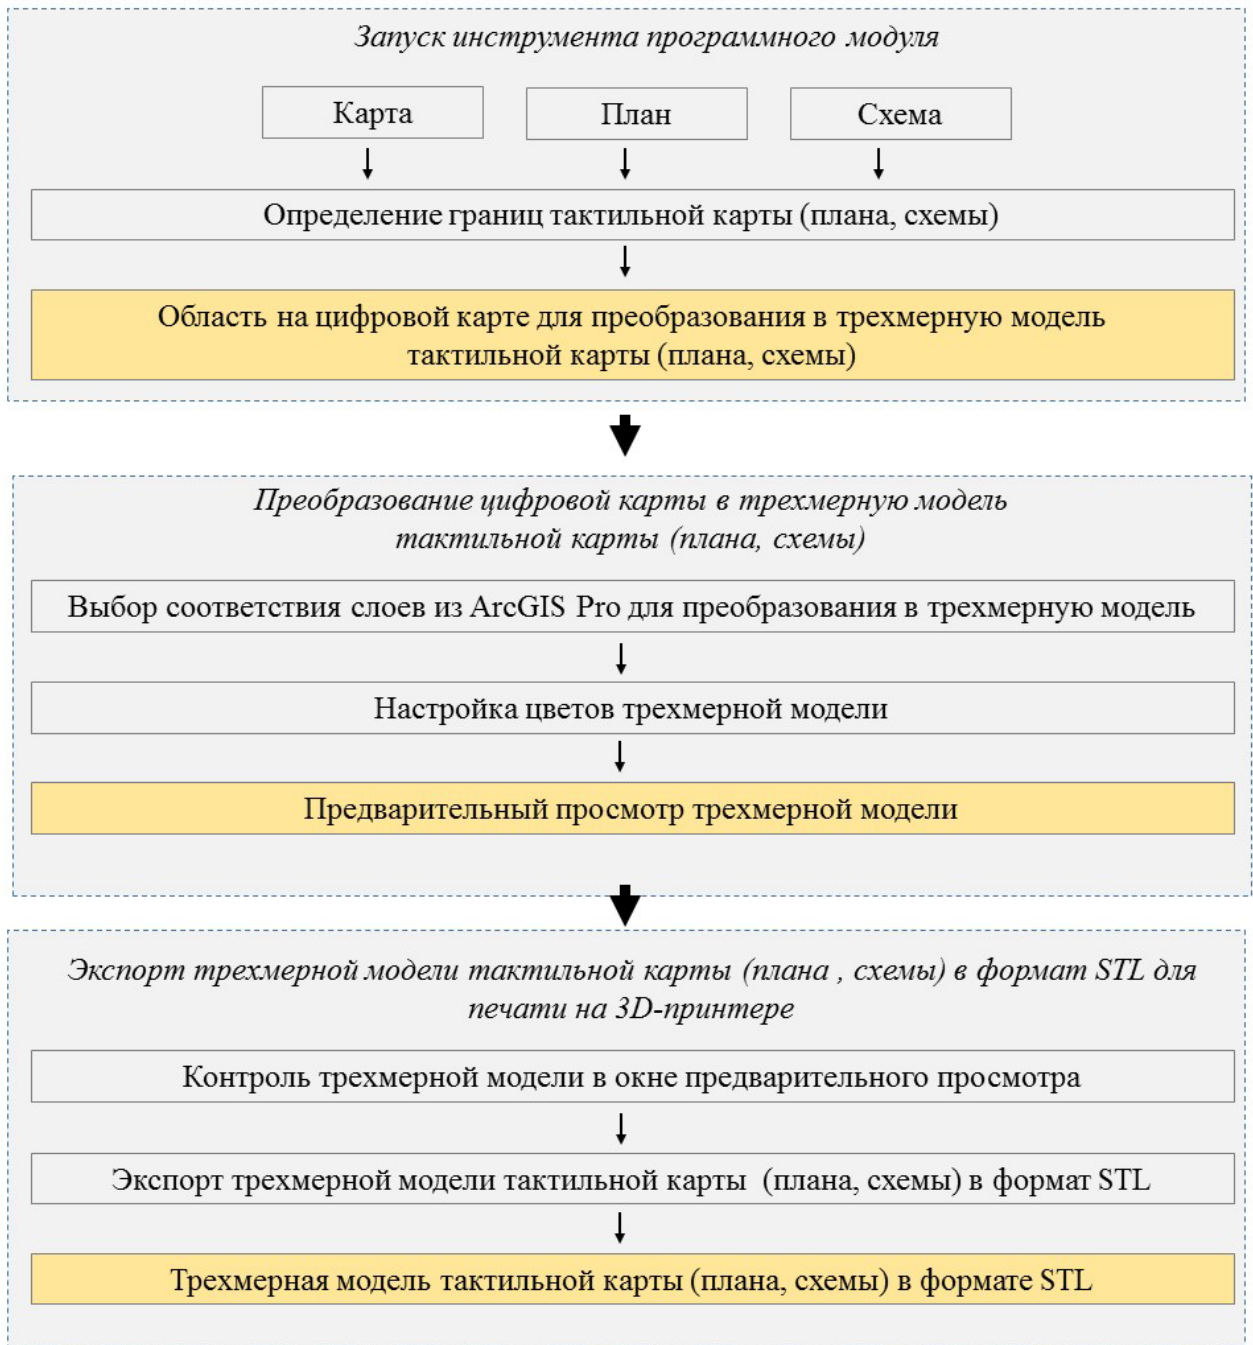 Запуск инструмента программного модуля
Карта
План
Схема
Определение границ тактильной карты (плана, схемы)
Область на цифровой карте для преобразования в трехмерную модель
тактильной карты (плана, схемы)
Преобразование цифровой карты в трехмерную модель
тактильной карты (плана, схемы)
Выбор соответствия слоев из ArcGIS Pro для преобразования в трехмерную модель
Настройка цветов трехмерной модели
Предварительный просмотр трехмерной модели
Экспорт трехмерной модели тактильной карты (плана , схемы) в формат STL для
печати на 3D-принтере
Контроль трехмерной модели в окне предварительного просмотра
Экспорт трехмерной модели тактильной карты (плана, схемы) в формат STL
Трехмерная модель тактильной карты (плана, схемы) в формате STL